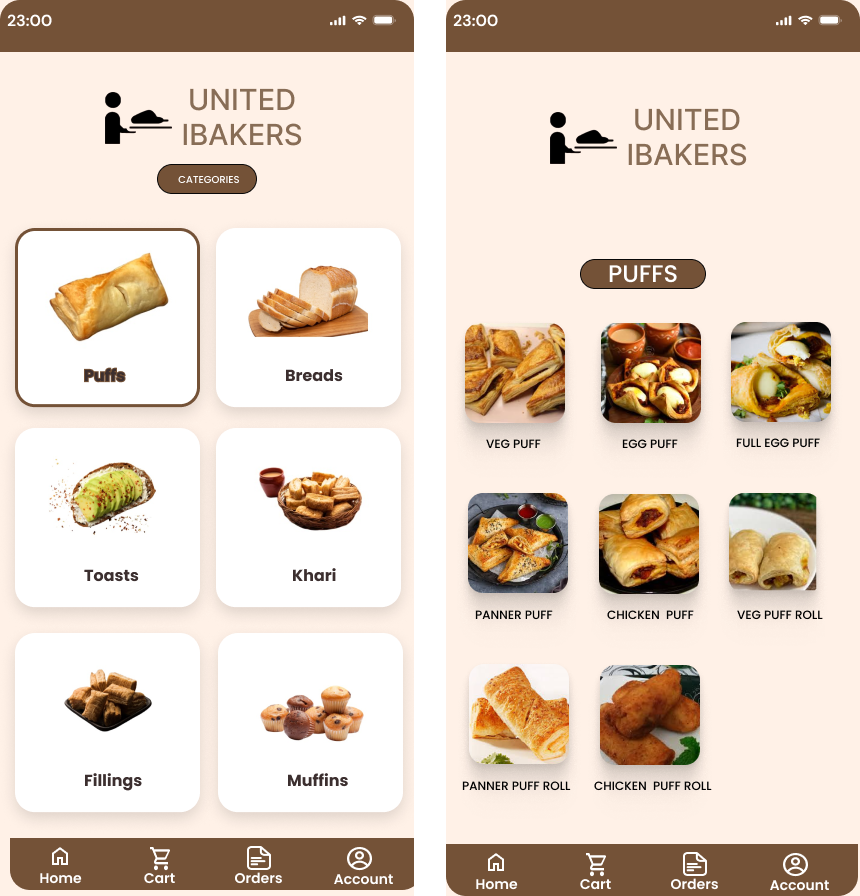 23:00
UNITED
IBAKERS
CATEGORIES
Puffs
Breads
Toasts
Khari
Fillings
Muffins
Home
Cart
Orders
Account
23:00
UNITED
IBAKERS
PUFFS
VEG PUFF
EGG PUFF
FULL EGG PUFF
PANNER PUFF
CHICKEN  PUFF
VEG PUFF ROLL
PANNER PUFF ROLL
CHICKEN  PUFF ROLL
Home
Cart
Orders
Account